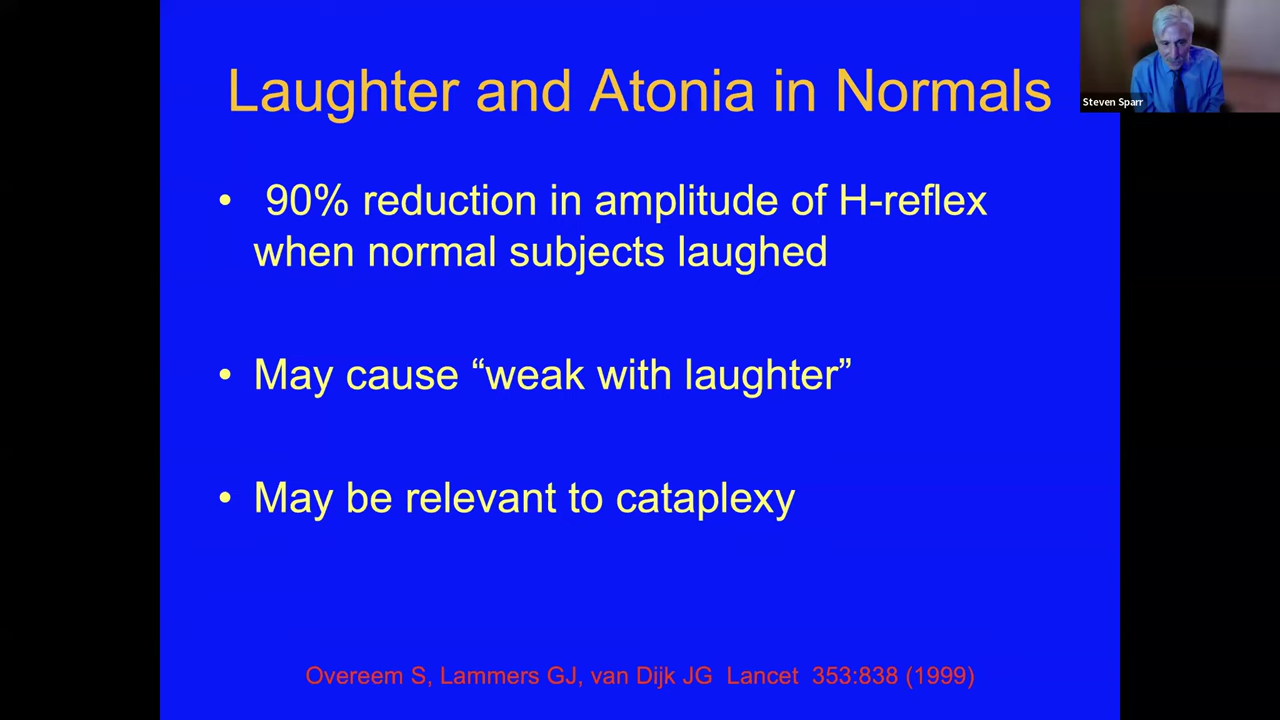 Laughter and Atonia in Normals
Steven Sparr
• 90% reduction in amplitude of H-reflex
when normal subjects laughed
• May cause “weak with laughter”
• May be relevant to cataplexy
Overeem S, Lammers GJ, van Dijk JG Lancet 353:838 (1999)